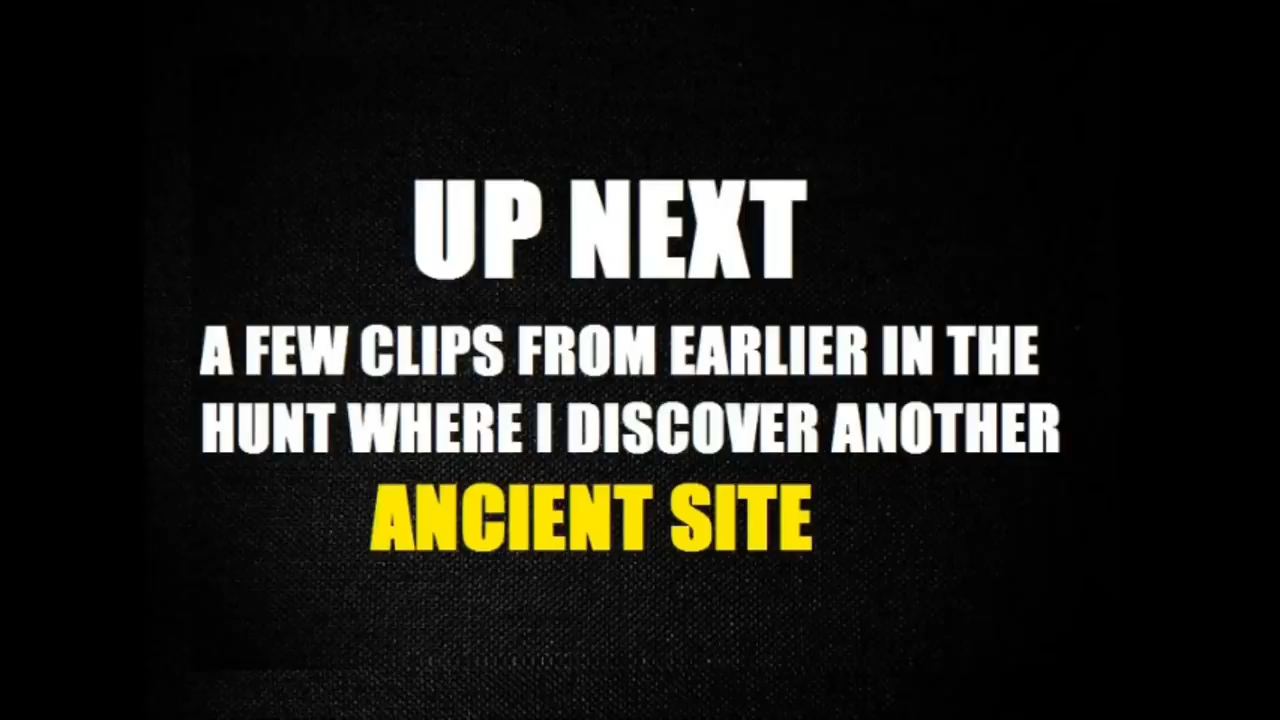 UP NEXT
A FEW CLIPS FROM EARLIER IN THE
HUNT WHERE I DISCOVER ANOTHER
ANCIENT SITE